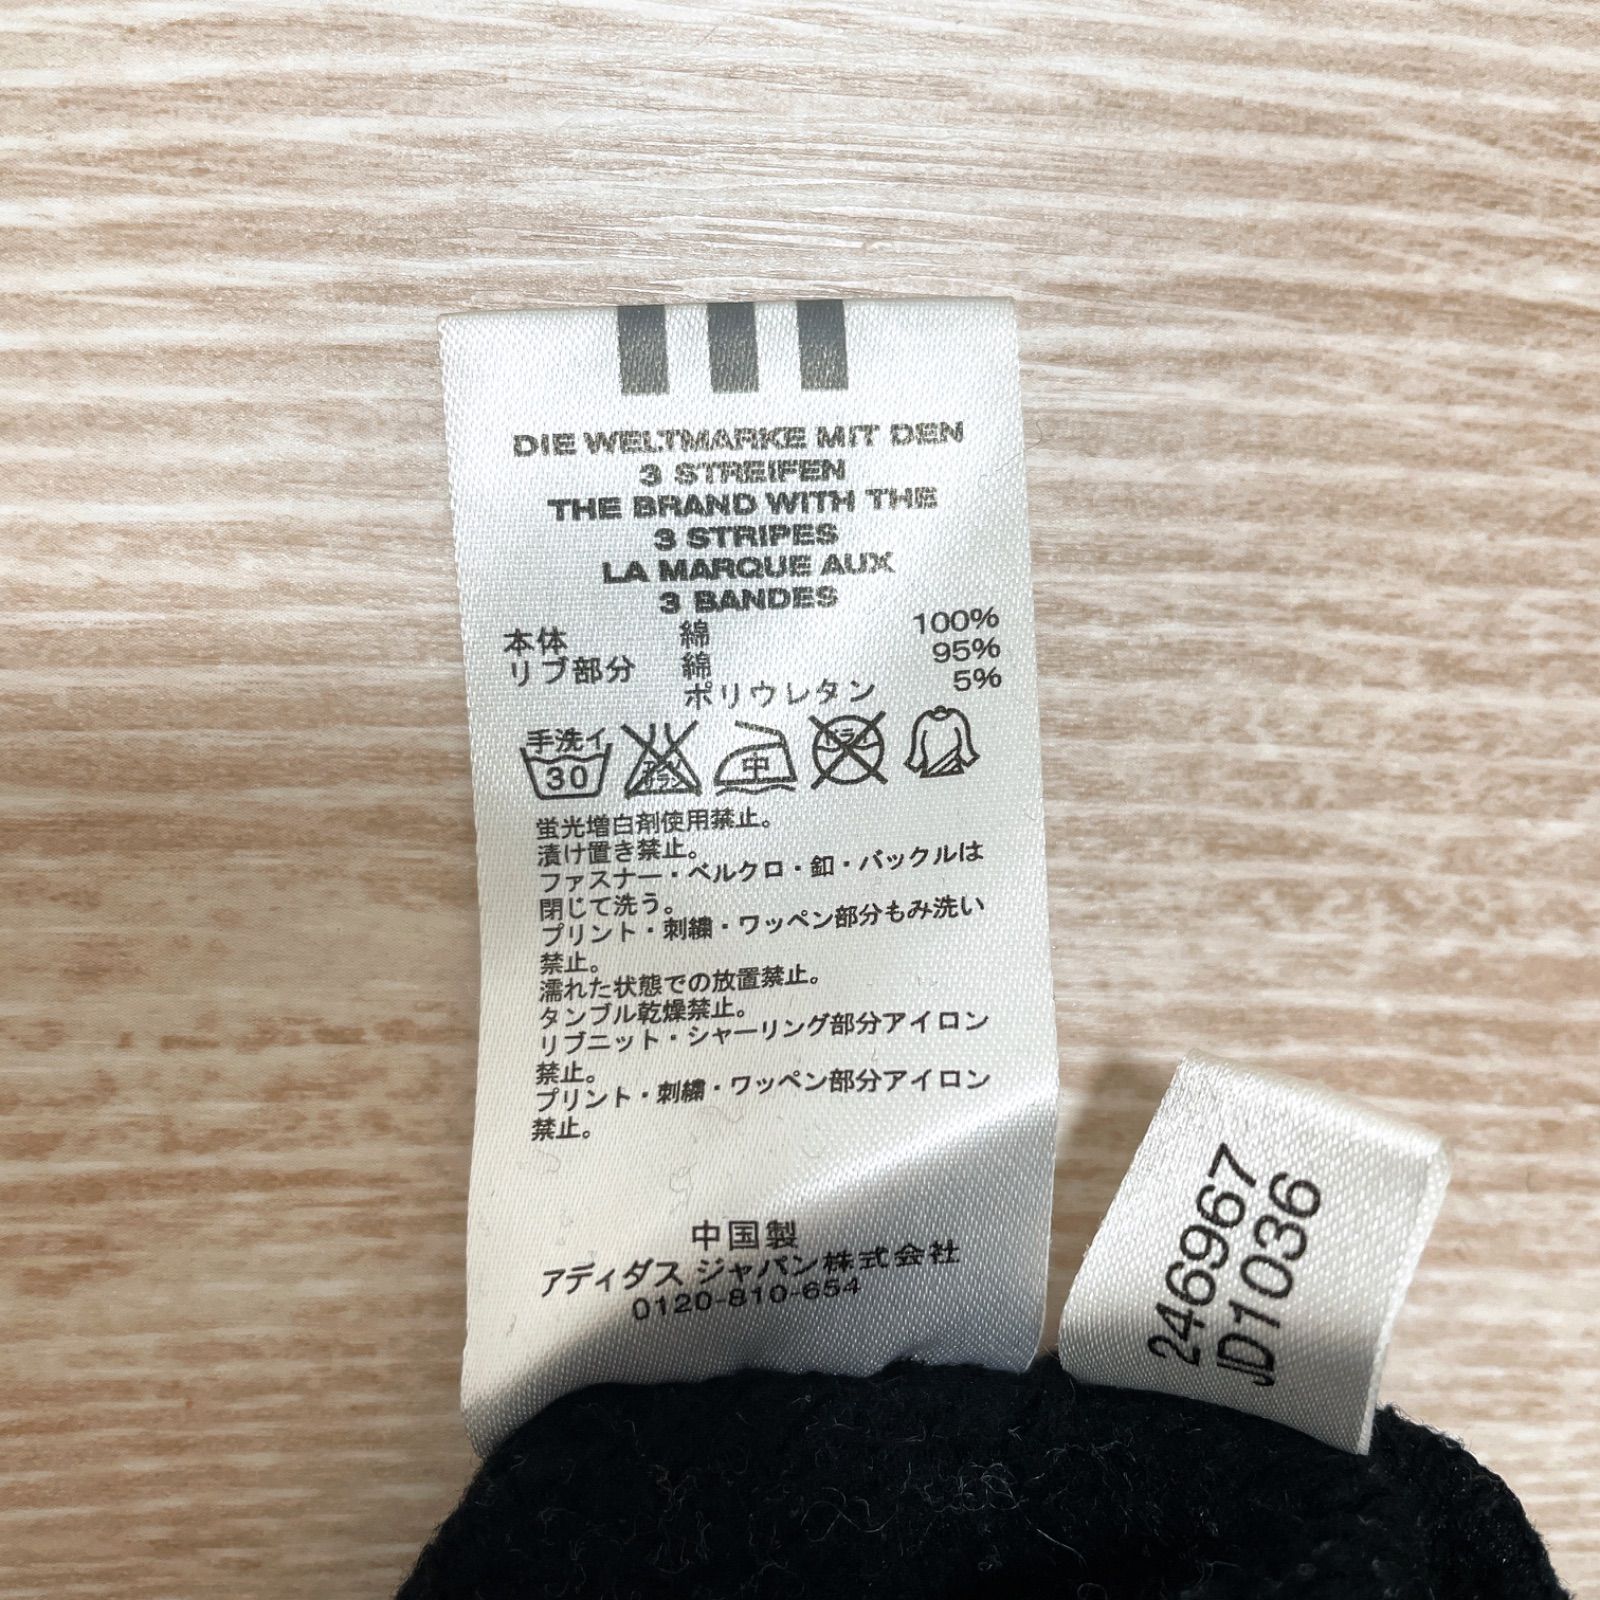 DIE WELTMARKE MIT DEN
3 STREIFEN
THE BRAND WITH THE
3 STRIPES
LA MARQUE AUX
3 BANDES
本体 綿 100%
リブ部分 綿 95%
ポリウレタン 5%
手洗イ
30
中
ドライ
蛍光増白剤使用禁止。
漬け置き禁止。
ファスナー・ベルクロ・釦・バックルは
閉じて洗う。
プリント・刺繍・ワッペン部分もみ洗い
禁止。
濡れた状態での放置禁止。
タンブル乾燥禁止。
リブニット・シャーリング部分アイロン
禁止。
プリント・刺繍・ワッペン部分アイロン
禁止。
中国製
アディダス ジャパン株式会社
0120-810-654
246967
JD1036